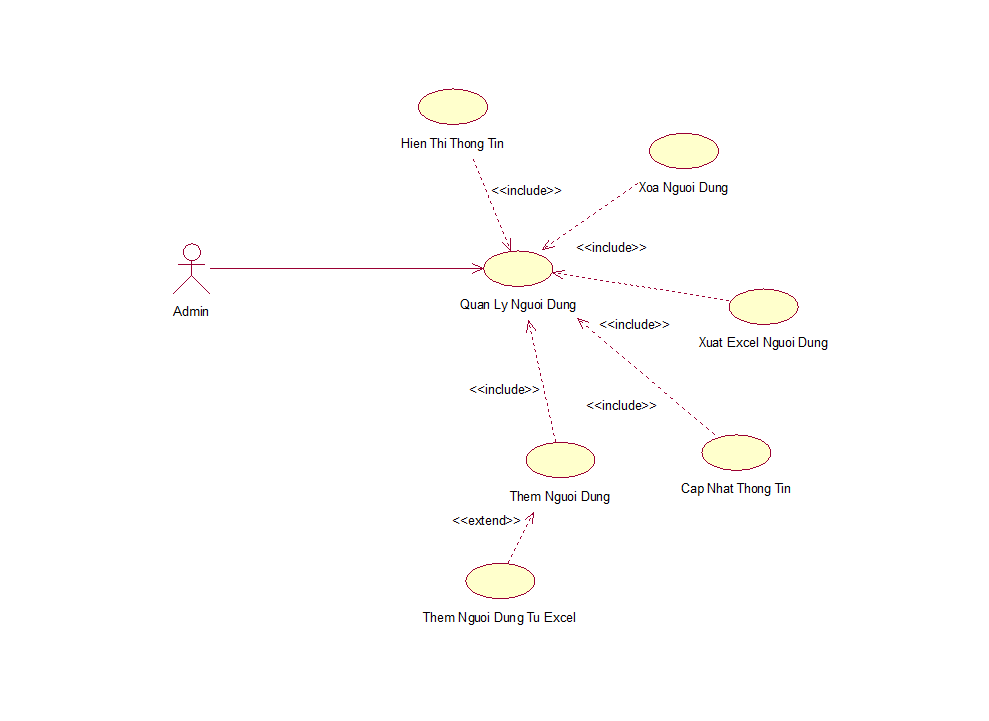 Hien Thi Thong Tin
Xoa Nguoi Dung
<<include>>
<<include>>
Admin
Quan Ly Nguoi Dung
<<include>>
Xuat Excel Nguoi Dung
<<include>>
<<include>>
Cap Nhat Thong Tin
Them Nguoi Dung
<<extend>>
Them Nguoi Dung Tu Excel